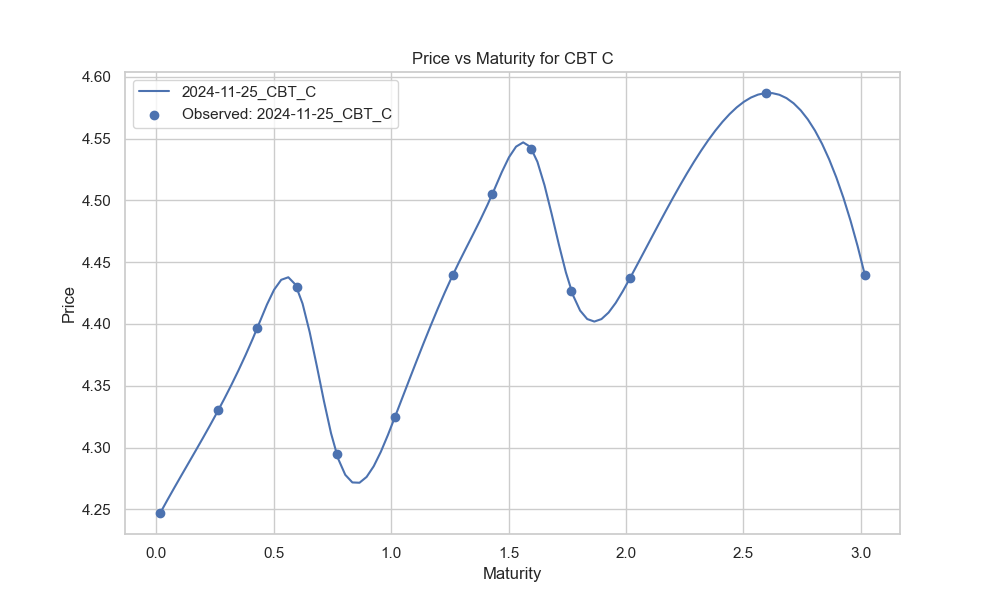 Price vs Maturity for CBT C
2024-11-25_CBT_C
Observed: 2024-11-25_CBT_C
Price
4.60
4.55
4.50
4.45
4.40
4.35
4.30
4.25
0.0 0.5 1.0 1.5 2.0 2.5 3.0
Maturity